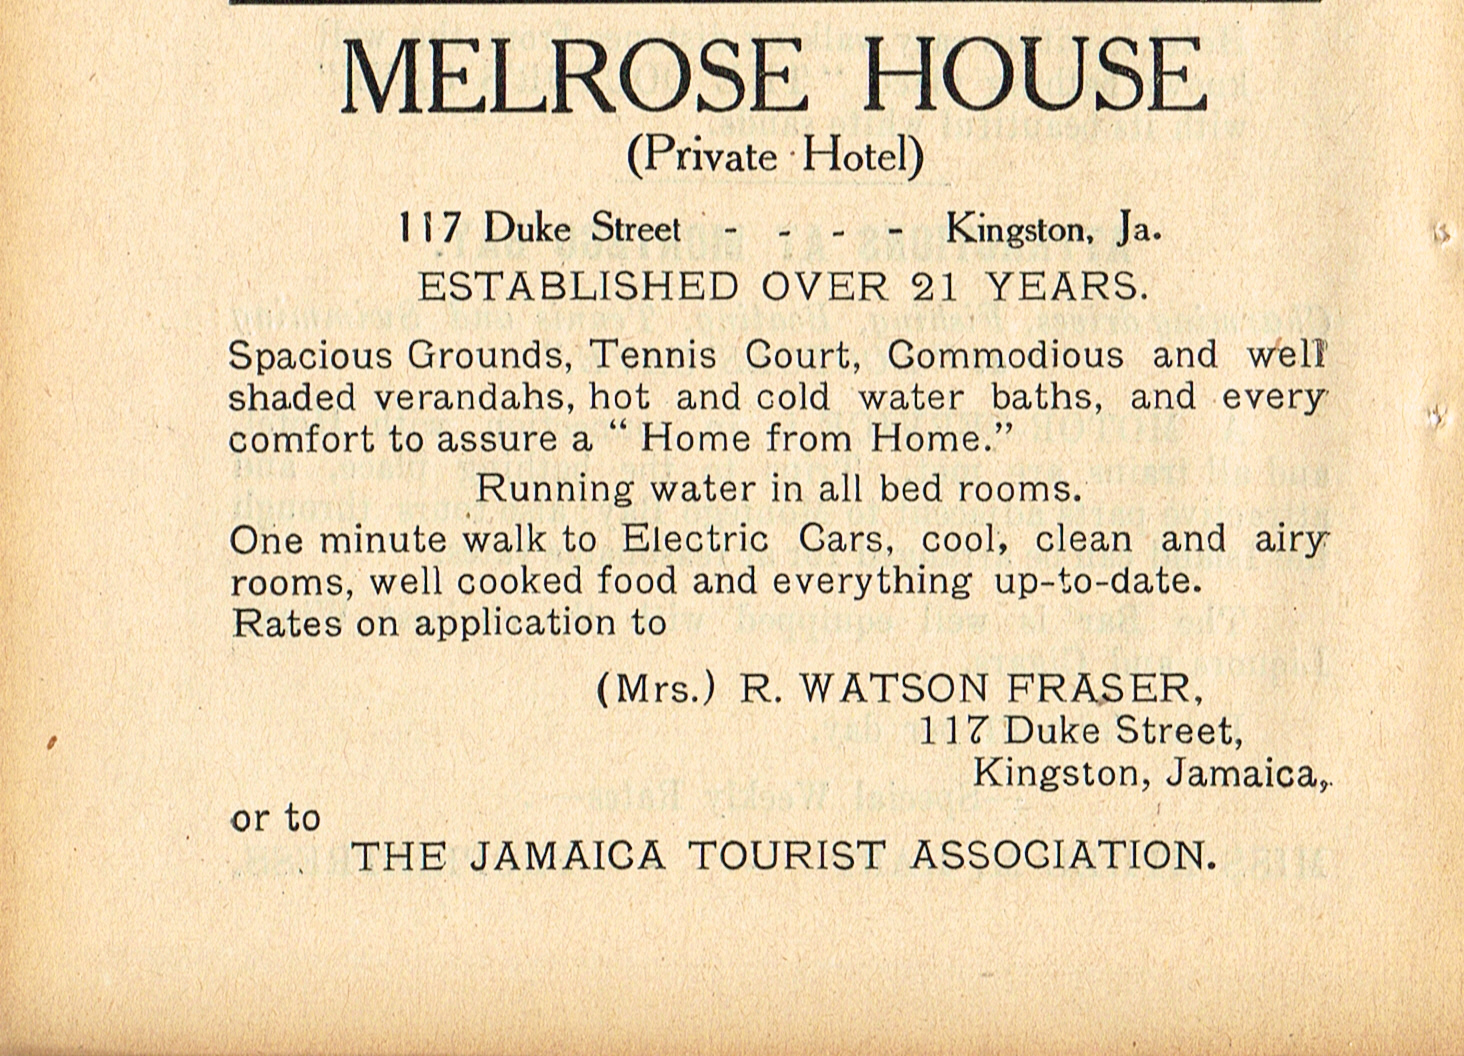 MELROSE HOUSE
(Private Hotel)
117 Duke Street - - - - Kingston, Ja.
ESTABLISHED OVER 21 YEARS.
Spacious Grounds, Tennis Court, Commodious and well
shaded verandahs, hot and cold water baths, and every
comfort to assure a “ Home from Home.”
Running water in all bed rooms.
One minute walk to Electric Cars, cool, clean and airy
rooms, well cooked food and everything up-to-date.
Rates on application to
(Mrs.) R. WATSON FRASER,
117 Duke Street,
Kingston, Jamaica,
or to
THE JAMAICA TOURIST ASSOCIATION.